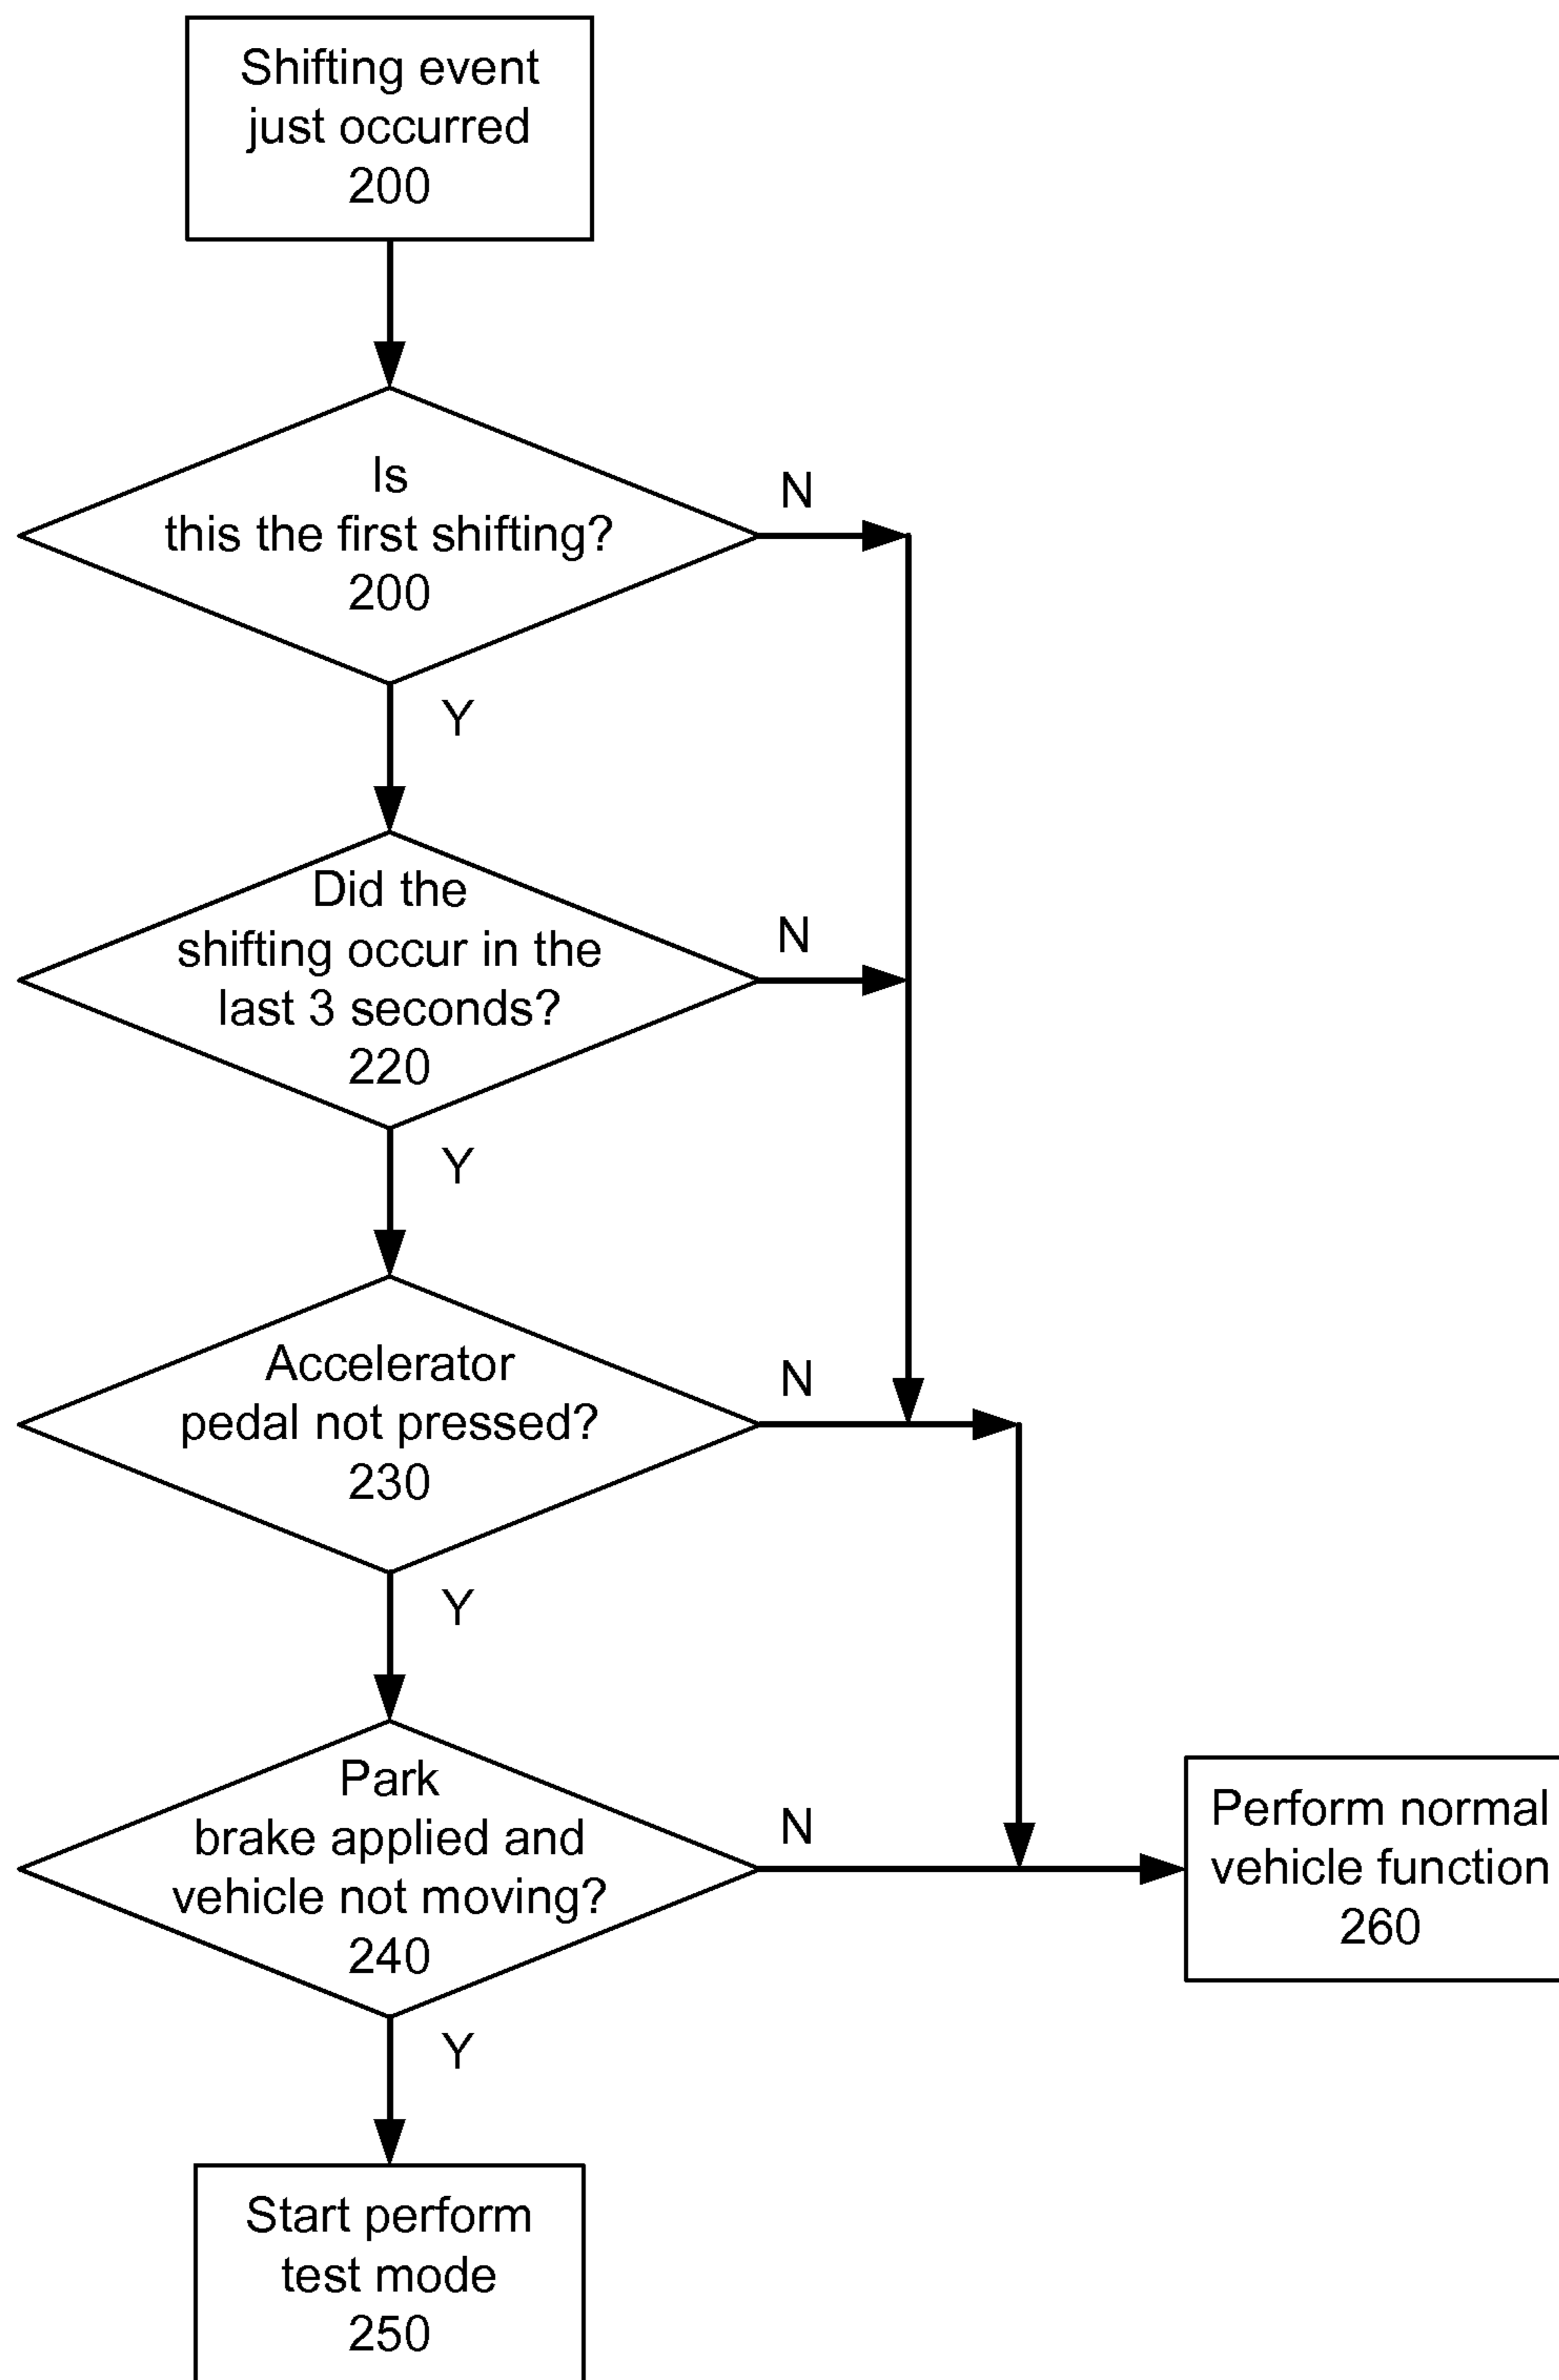 Shifting event
just occurred
200
Is
this the first shifting?
200
N
Y
Did the
shifting occur in the
last 3 seconds?
220
N
Y
Accelerator
pedal not pressed?
230
N
Y
Park
brake applied and
vehicle not moving?
240
N
Perform normal
vehicle function
260
Y
Start perform
test mode
250